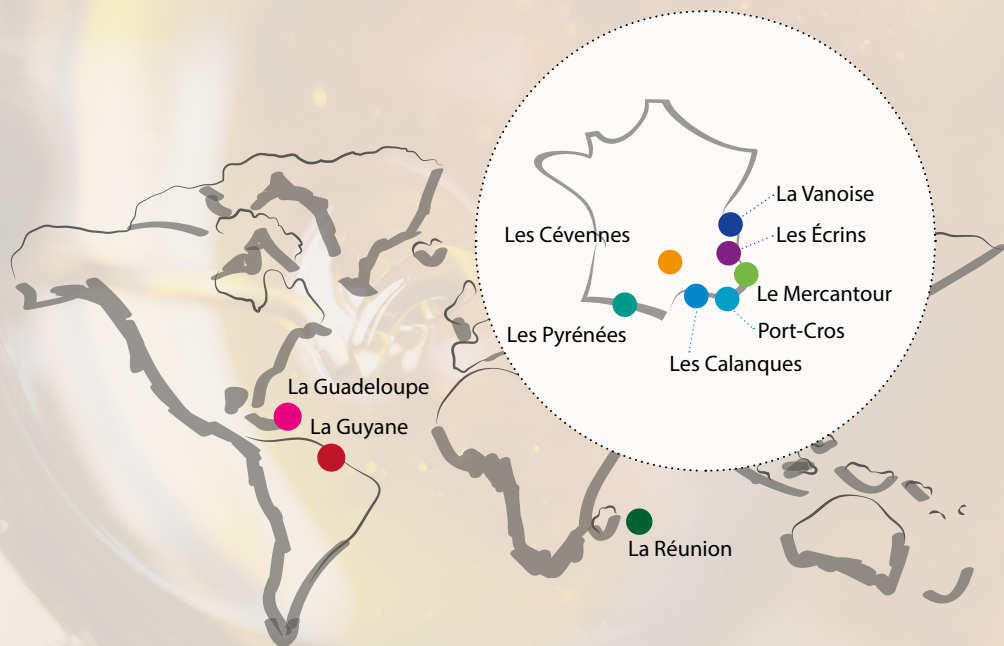 La Vanoise
Les Cévennes
Les Écrins
Le Mercantour
Les Pyrénées
Port-Cros
Les Calanques
La Guadeloupe
La Guyane
La Réunion